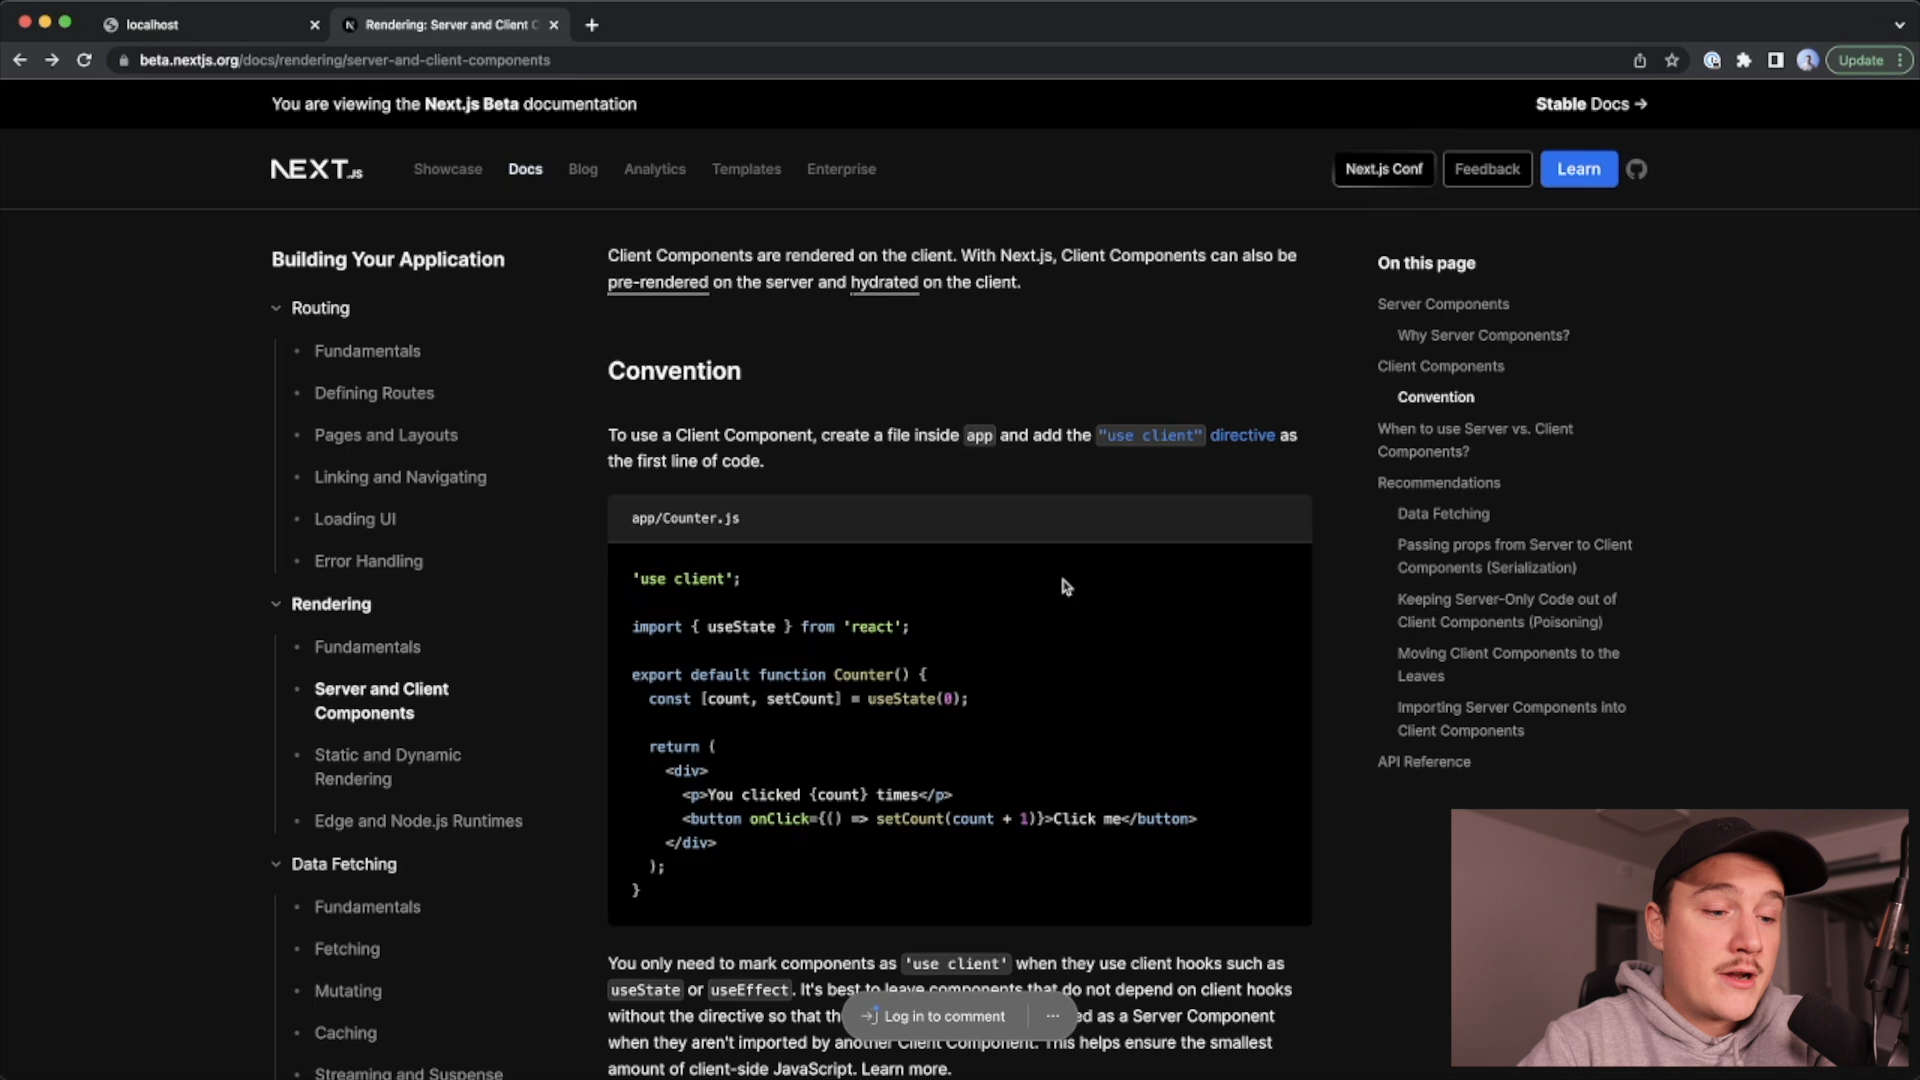 localhost
Rendering: Server and Client C
beta.nextjs.org/docs/rendering/server-and-client-components
Update
You are viewing the Next.js Beta documentation
Stable Docs →
NEXT.JS
Showcase
Docs
Blog
Analytics
Templates
Enterprise
Next.js Conf
Feedback
Learn
Building Your Application
Routing
Fundamentals
Defining Routes
Pages and Layouts
Linking and Navigating
Loading UI
Error Handling
Rendering
Fundamentals
Server and Client
Components
Static and Dynamic
Rendering
Edge and Node.js Runtimes
Data Fetching
Fundamentals
Fetching
Mutating
Caching
Streaming and Suspense
Client Components are rendered on the client. With Next.js, Client Components can also be
pre-rendered on the server and hydrated on the client.
Convention
To use a Client Component, create a file inside app and add the "use client" directive as
the first line of code.
app/Counter.js
'use client';
import { useState } from 'react';
export default function Counter() {
const [count, setCount] = useState(0);
return (
<div>
<p>You clicked {count} times</p>
<button onClick={() => setCount(count + 1)}>Click me</button>
</div>
);
}
You only need to mark components as 'use client' when they use client hooks such as
useState or useEffect. It's best to leave components that do not depend on client hooks
without the directive so that th
ed as a Server Component
when they aren't imported by another Client Component. This helps ensure the smallest
amount of client-side JavaScript. Learn more.
Log in to comment
...
On this page
Server Components
Why Server Components?
Client Components
Convention
When to use Server vs. Client
Components?
Recommendations
Data Fetching
Passing props from Server to Client
Components (Serialization)
Keeping Server-Only Code out of
Client Components (Poisoning)
Moving Client Components to the
Leaves
Importing Server Components into
Client Components
API Reference